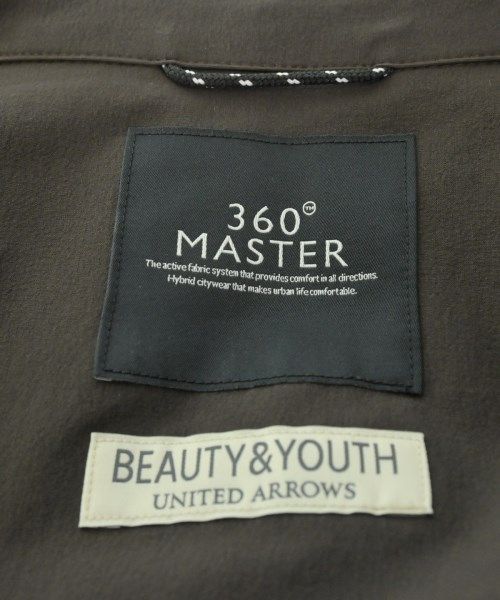 360°™
MASTER
The active fabric system that provides comfort in all directions.
Hybrid citywear that makes urban life comfortable.
BEAUTY&YOUTH
UNITED ARROWS